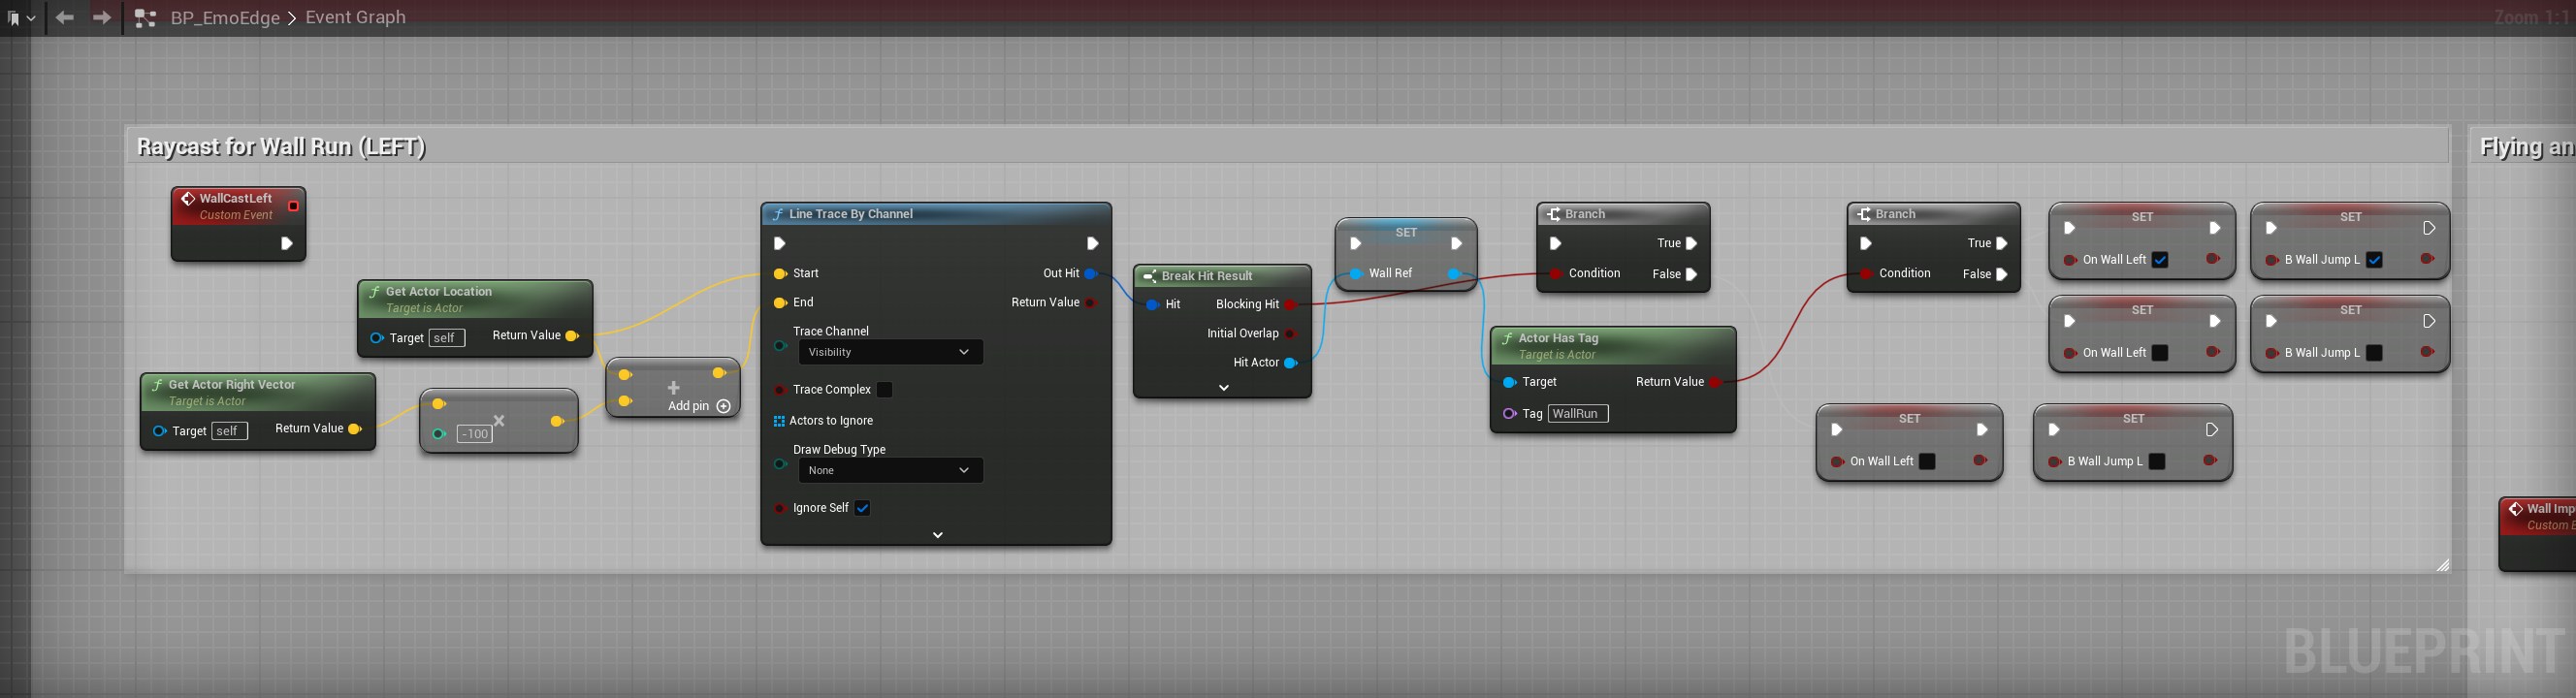 BP_EmoEdge > Event Graph
Zoom 1:1
Raycast for Wall Run (LEFT)
Flying an
WallCastLeft
Custom Event
Get Actor Location
Target is Actor
Target self
Return Value
Get Actor Right Vector
Target is Actor
Target self
Return Value
-100
Add pin
Line Trace By Channel
Start
Out Hit
End
Return Value
Trace Channel
Visibility
Trace Complex
Actors to Ignore
Draw Debug Type
None
Ignore Self
Break Hit Result
Hit
Blocking Hit
Initial Overlap
Hit Actor
SET
Wall Ref
Branch
True
Condition
False
Actor Has Tag
Target is Actor
Target
Return Value
Tag WallRun
Branch
True
Condition
False
SET
On Wall Left
SET
B Wall Jump L
SET
On Wall Left
SET
B Wall Jump L
SET
On Wall Left
SET
B Wall Jump L
Wall Imp
Custom E
BLUEPRINT